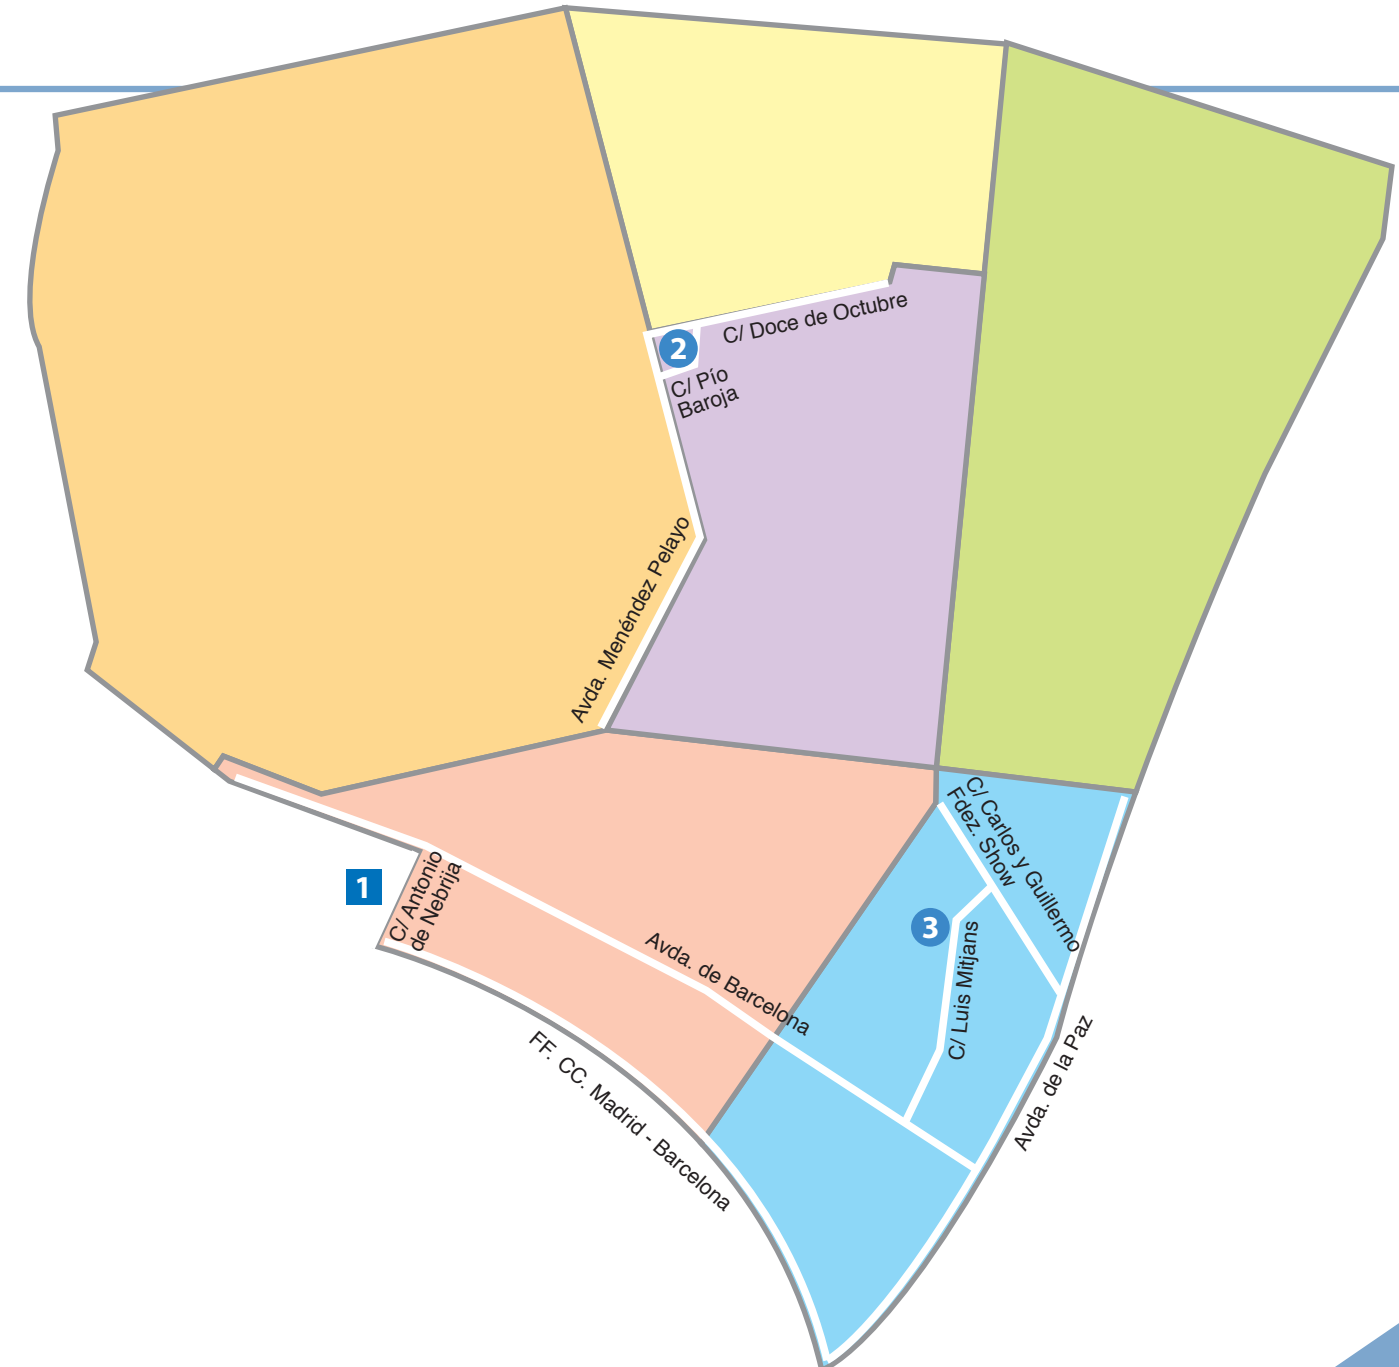 C/ Doce de Octubre
2
C/ Pío
Baroja
Avda. Menéndez Pelayo
C/ Carlos y Guillermo
Fdez. Show
1
C/ Antonio
de Nebrija
3
C/ Luis Mitjans
Avda. de Barcelona
FF. CC. Madrid - Barcelona
Avda. de la Paz